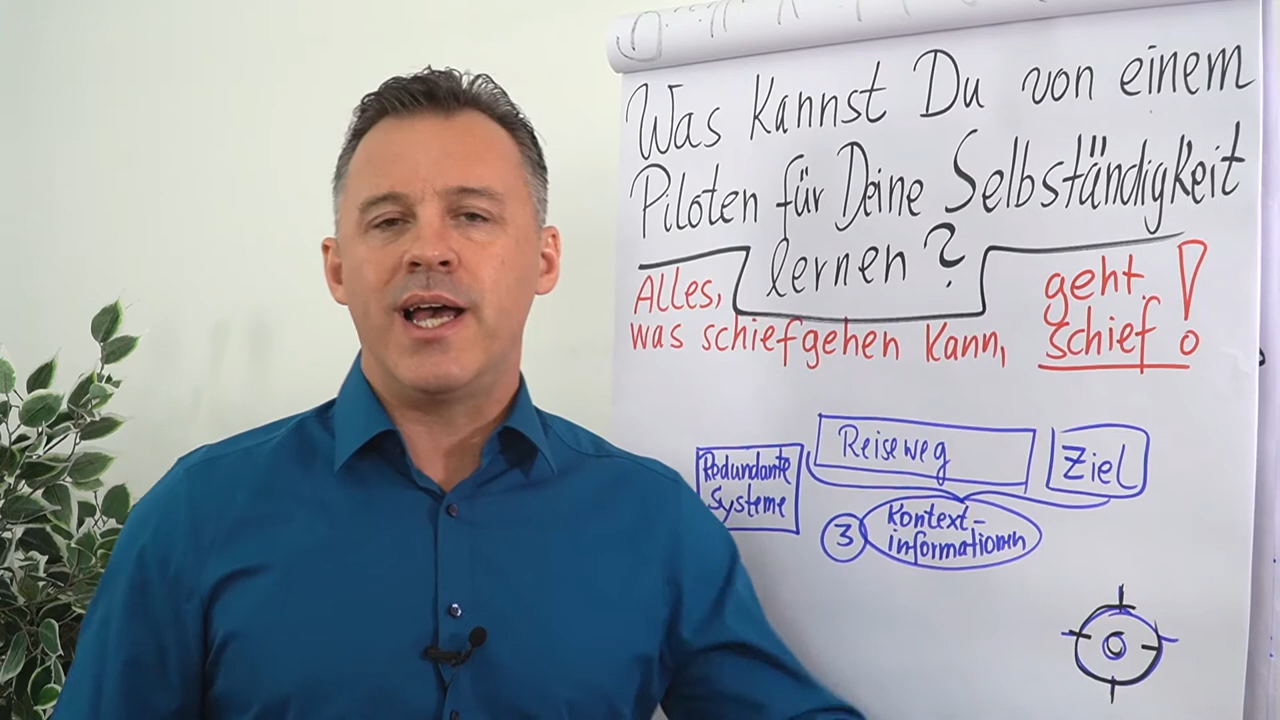 Was kannst Du von einem
Piloten für Deine Selbständigkeit
lernen?
Alles,
was schiefgehen kann,
geht
schief!
Redundante
Systeme
Reiseweg
Ziel
3
Kontext-
informationen